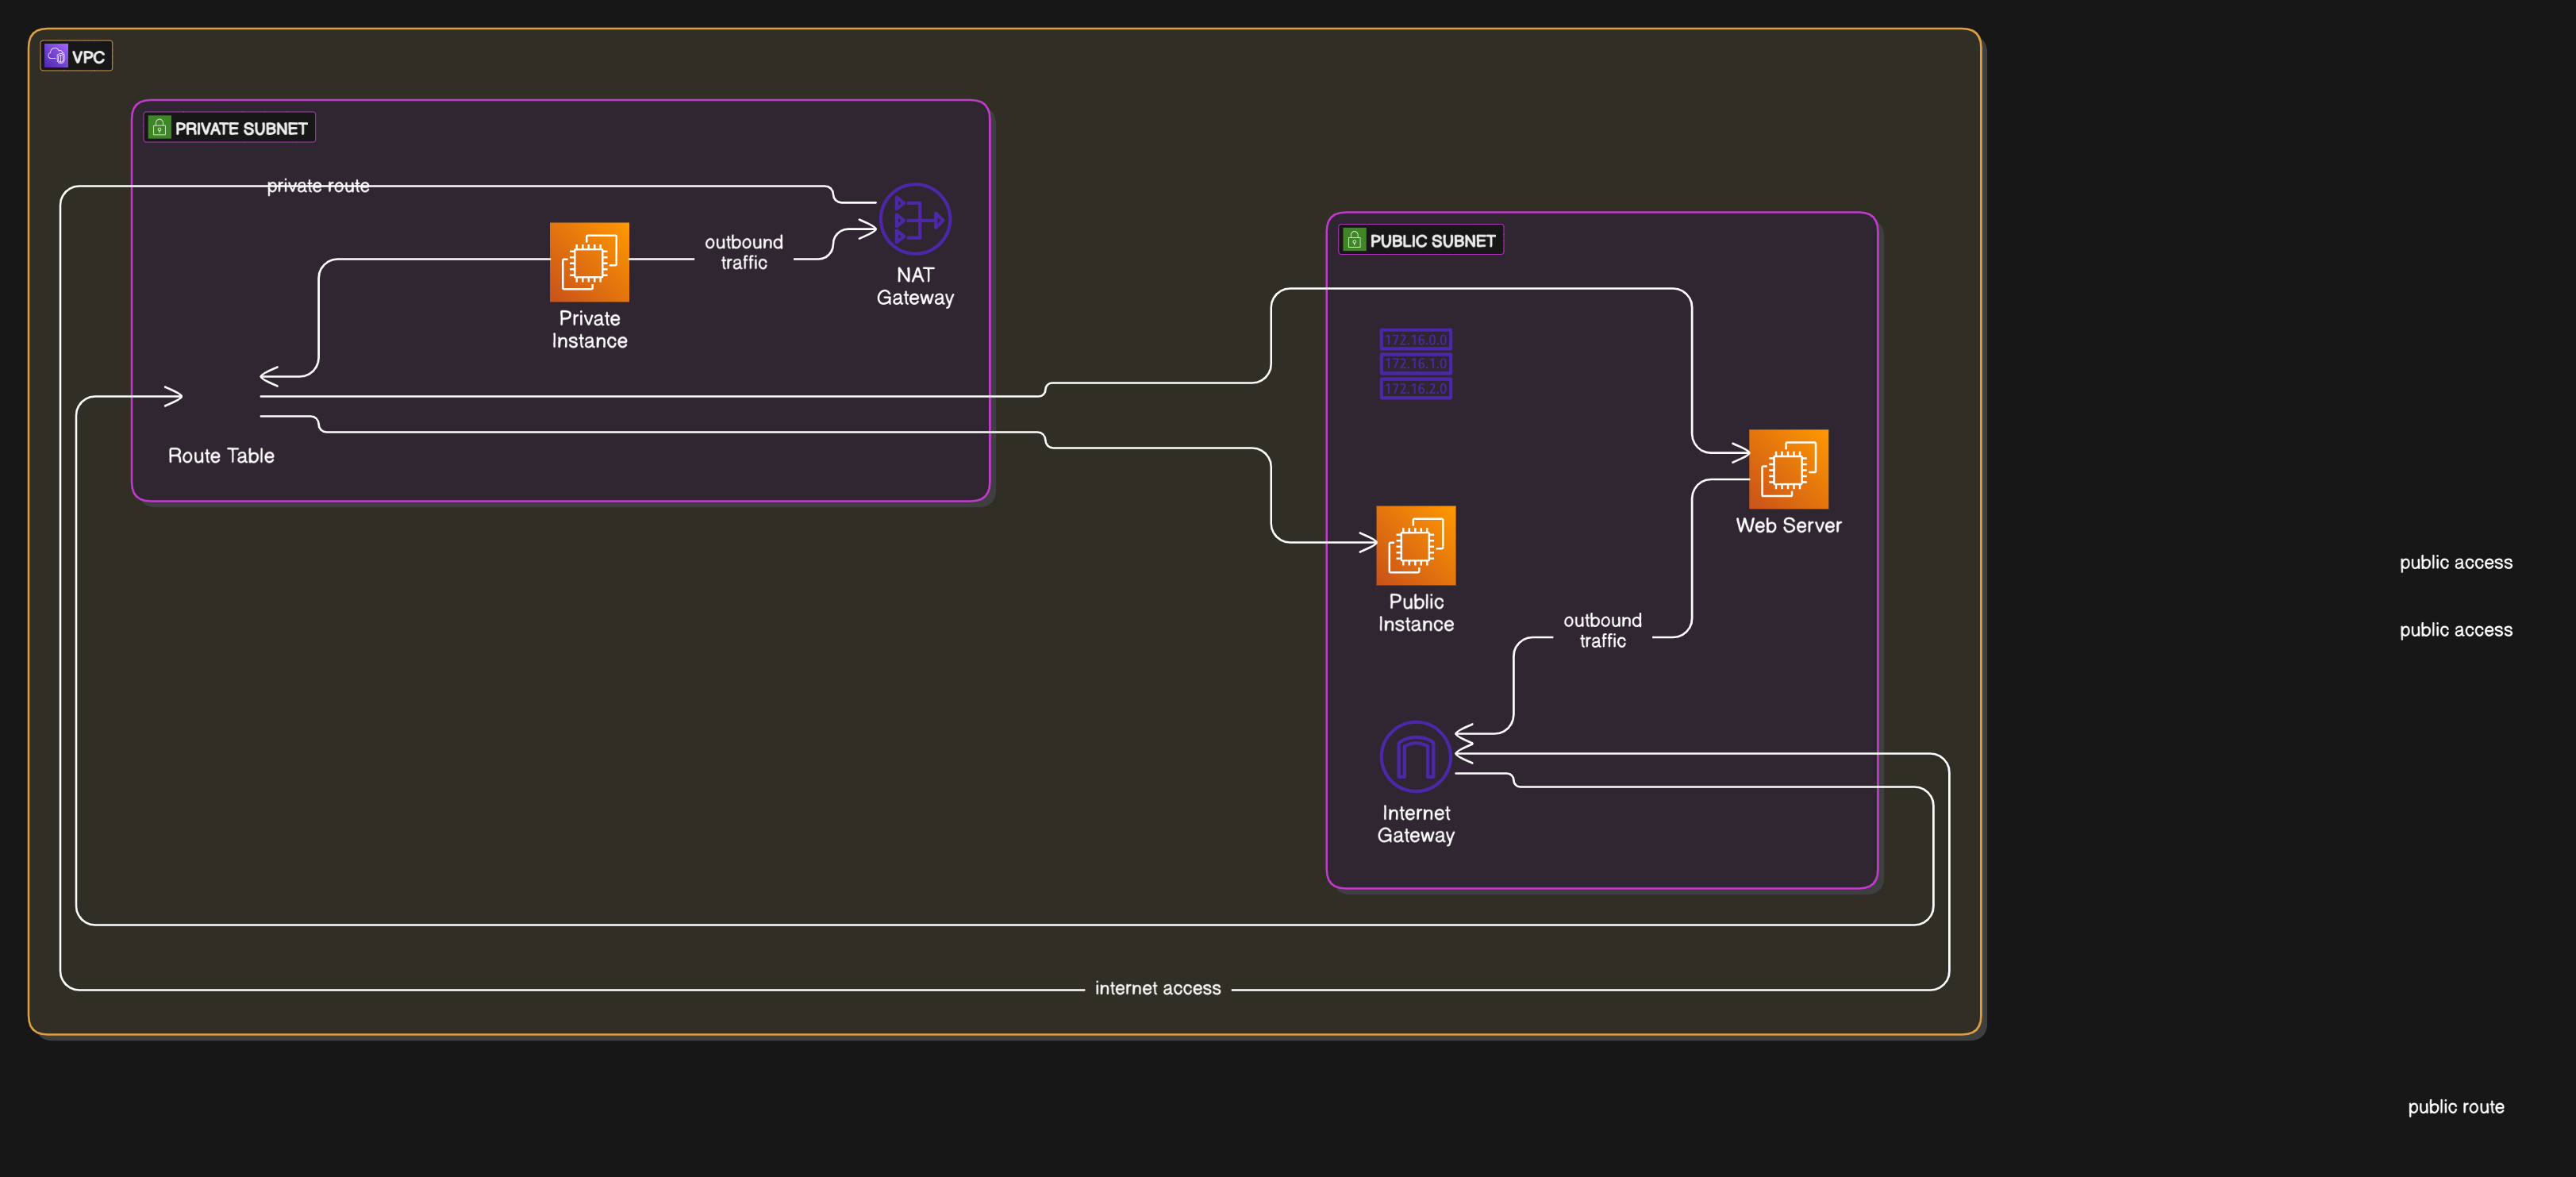 VPC
PRIVATE SUBNET
private route
outbound
traffic
NAT
Gateway
Private
Instance
Route Table
PUBLIC SUBNET
172.16.0.0
172.16.1.0
172.16.2.0
Web Server
Public
Instance
outbound
traffic
Internet
Gateway
internet access
public access
public access
public route